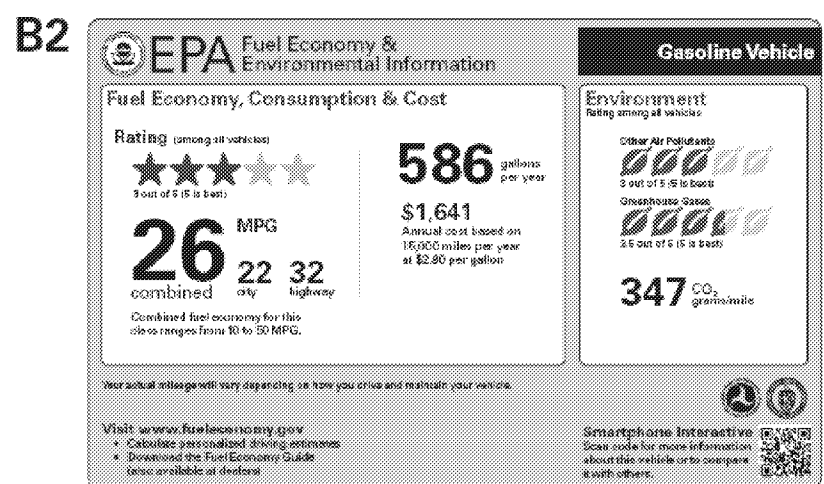 B2
EPA Fuel Economy &
Environmental Information
Gasoline Vehicle
Fuel Economy, Consumption & Cost
Rating (among all vehicles)
3 out of 5 (5 is best)
26 MPG
combined
22
city
32
highway
Combined fuel economy for this
class ranges from 10 to 50 MPG.
586 gallons
per year
$1,641
Annual cost based on
15,000 miles per year
at $2.80 per gallon
Environment
Rating among all vehicles
Other Air Pollutants
3 out of 5 (5 is best)
Greenhouse Gases
3.5 out of 5 (5 is best)
347 CO₂
grams/mile
Your actual mileage will vary depending on how you drive and maintain your vehicle.
Visit www.fueleconomy.gov
• Calculate personalized driving estimates
• Download the Fuel Economy Guide
(also available at dealers)
Smartphone Interactive
Scan code for more information
about this vehicle or to compare
it with others.